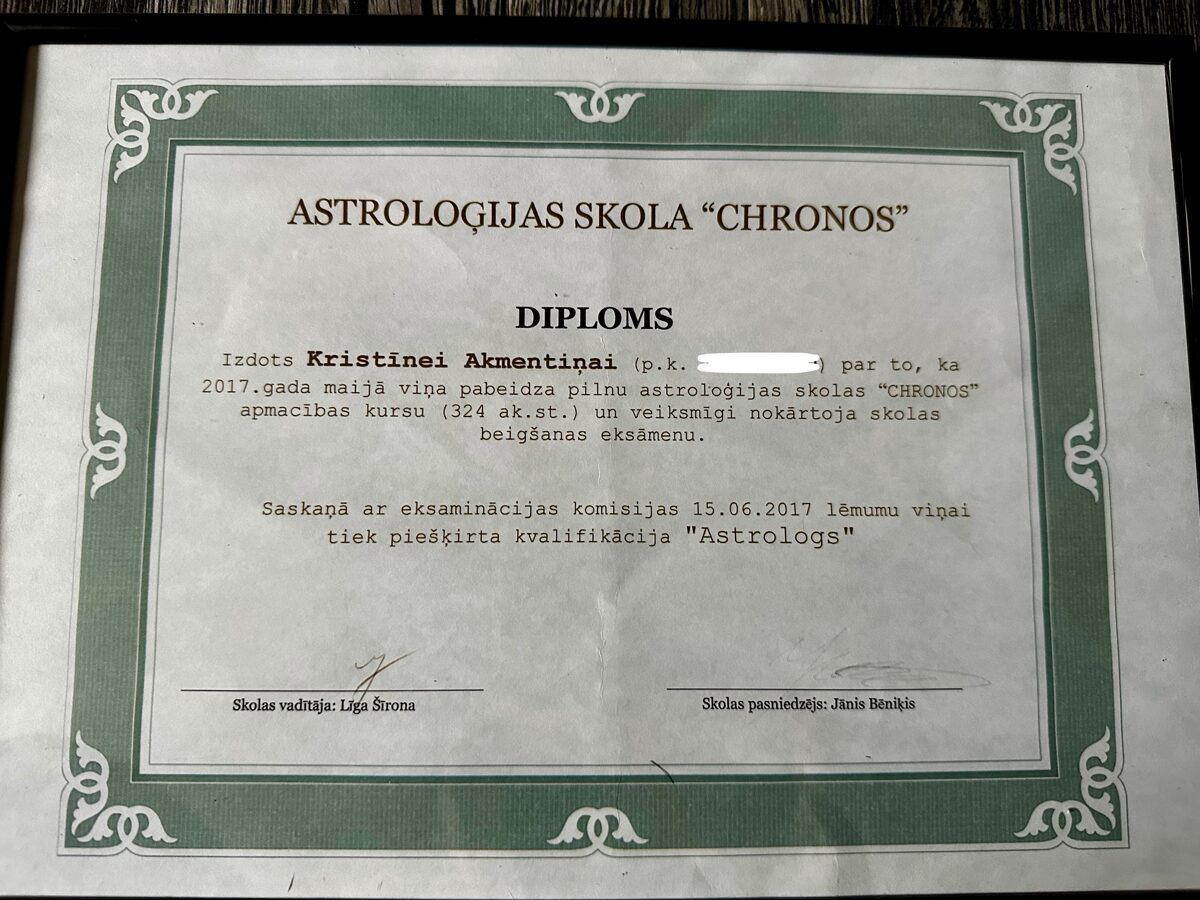 ASTROLOĢIJAS SKOLA “CHRONOS”
DIPLOMS
Izdots Kristīnei Akmentiņai (p.k. ) par to, ka
2017.gada maijā viņa pabeidza pilnu astroloģijas skolas “CHRONOS”
apmacības kursu (324 ak.st.) un veiksmīgi nokārtoja skolas
beigšanas eksāmenu.
Saskaņā ar eksaminācijas komisijas 15.06.2017 lēmumu viņai
tiek piešķirta kvalifikācija "Astrologs"
Skolas vadītāja: Līga Šīrona
Skolas pasniedzējs: Jānis Bēniķis